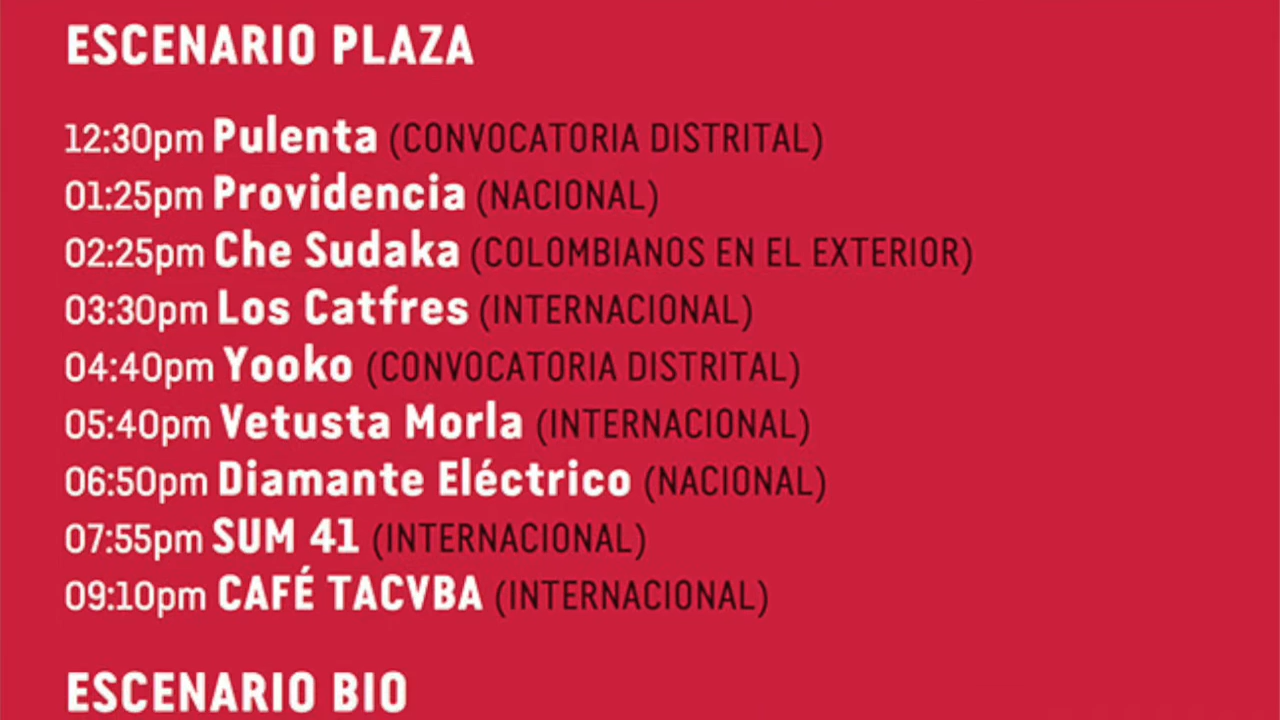 ESCENARIO PLAZA
12:30pm Pulenta (CONVOCATORIA DISTRITAL)
01:25pm Providencia (NACIONAL)
02:25pm Che Sudaka (COLOMBIANOS EN EL EXTERIOR)
03:30pm Los Catfres (INTERNACIONAL)
04:40pm Yooko (CONVOCATORIA DISTRITAL)
05:40pm Vetusta Morla (INTERNACIONAL)
06:50pm Diamante Eléctrico (NACIONAL)
07:55pm SUM 41 (INTERNACIONAL)
09:10pm CAFÉ TACVBA (INTERNACIONAL)
ESCENARIO BIO